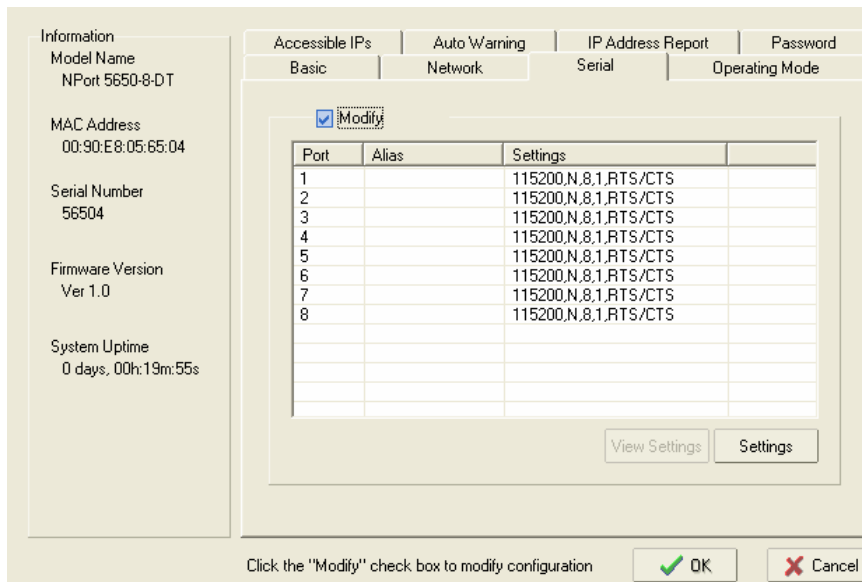 Information
Model Name
NPort 5650-8-DT
MAC Address
00:90:E8:05:65:04
Serial Number
56504
Firmware Version
Ver 1.0
System Uptime
0 days, 00h:19m:55s
Accessible IPs Auto Warning IP Address Report Password
Basic Network Serial Operating Mode
Modify
Port Alias Settings
1 115200,N,8,1,RTS/CTS
2 115200,N,8,1,RTS/CTS
3 115200,N,8,1,RTS/CTS
4 115200,N,8,1,RTS/CTS
5 115200,N,8,1,RTS/CTS
6 115200,N,8,1,RTS/CTS
7 115200,N,8,1,RTS/CTS
8 115200,N,8,1,RTS/CTS
View Settings Settings
Click the "Modify" check box to modify configuration OK Cancel